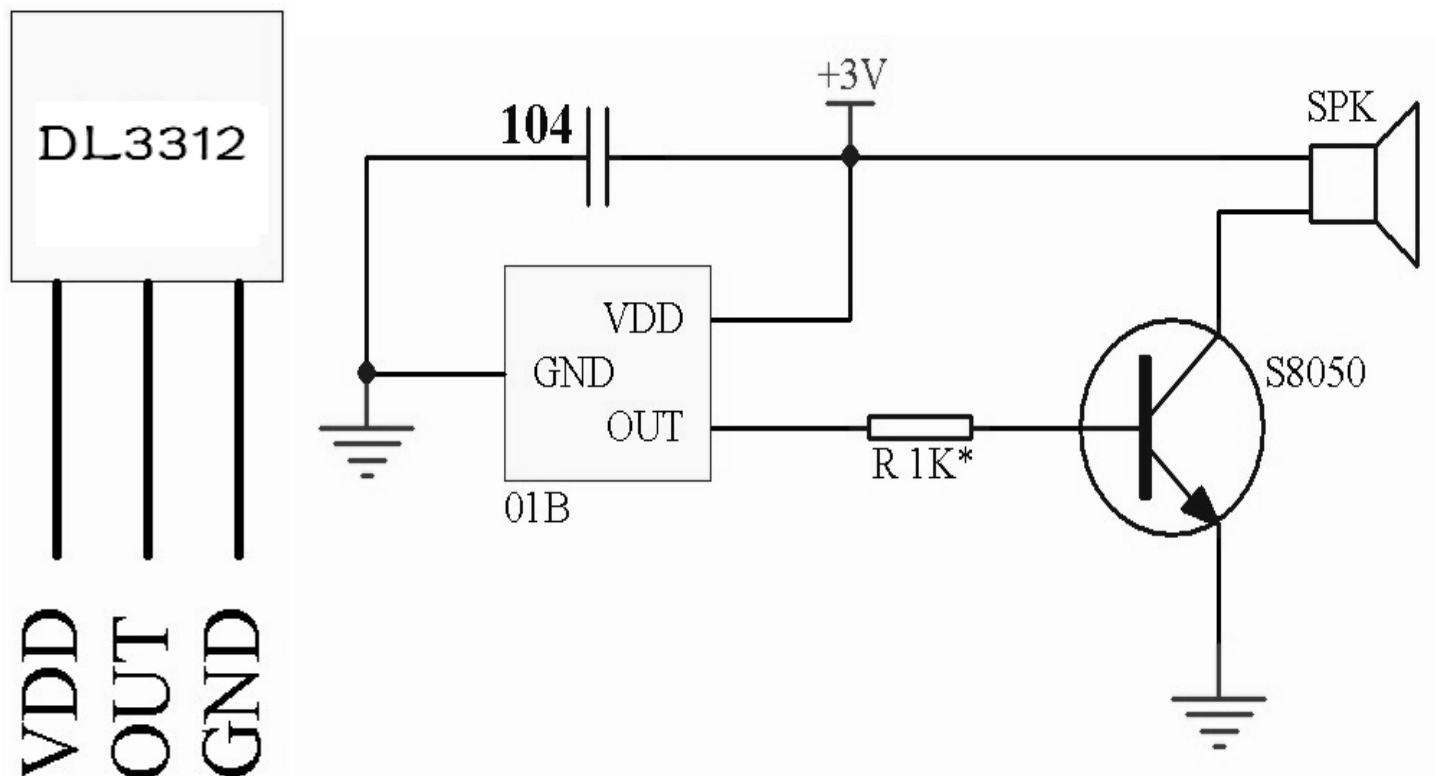 DL3312
VDD
OUT
GND
104
+3V
SPK
VDD
GND
OUT
01B
R 1K*
S8050